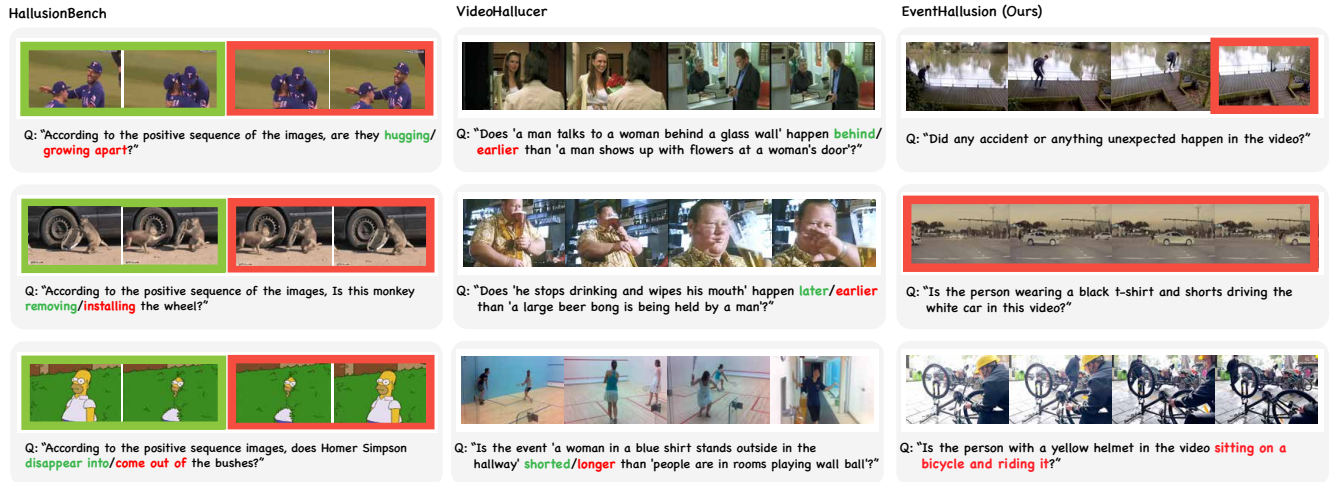 HallusionBench
Q: “According to the positive sequence of the images, are they hugging/
growing apart?”
Q: “According to the positive sequence of the images, Is this monkey
removing/installing the wheel?”
Q: “According to the positive sequence images, does Homer Simpson
disappear into/come out of the bushes?”
VideoHallucer
Q: “Does 'a man talks to a woman behind a glass wall' happen behind/
earlier than 'a man shows up with flowers at a woman's door'?”
Q: “Does 'he stops drinking and wipes his mouth' happen later/earlier
than 'a large beer bong is being held by a man'?”
Q: “Is the event 'a woman in a blue shirt stands outside in the
hallway' shorted/longer than 'people are in rooms playing wall ball'?”
EventHallusion (Ours)
Q: “Did any accident or anything unexpected happen in the video?”
Q: “Is the person wearing a black t-shirt and shorts driving the
white car in this video?”
Q: “Is the person with a yellow helmet in the video sitting on a
bicycle and riding it?”